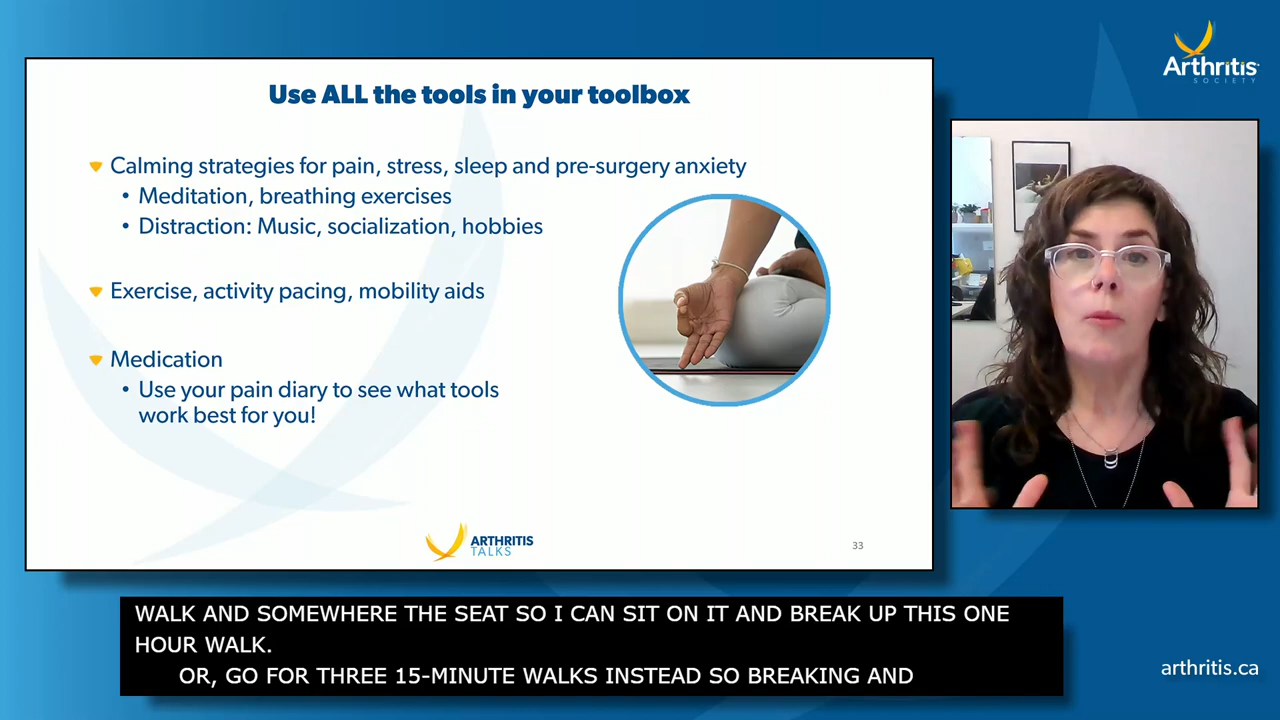 Use ALL the tools in your toolbox
Calming strategies for pain, stress, sleep and pre-surgery anxiety
• Meditation, breathing exercises
• Distraction: Music, socialization, hobbies
Exercise, activity pacing, mobility aids
Medication
• Use your pain diary to see what tools
work best for you!
ARTHRITIS
TALKS
33
Arthritis
SOCIETY
WALK AND SOMEWHERE THE SEAT SO I CAN SIT ON IT AND BREAK UP THIS ONE
HOUR WALK.
OR, GO FOR THREE 15-MINUTE WALKS INSTEAD SO BREAKING AND
arthritis.ca